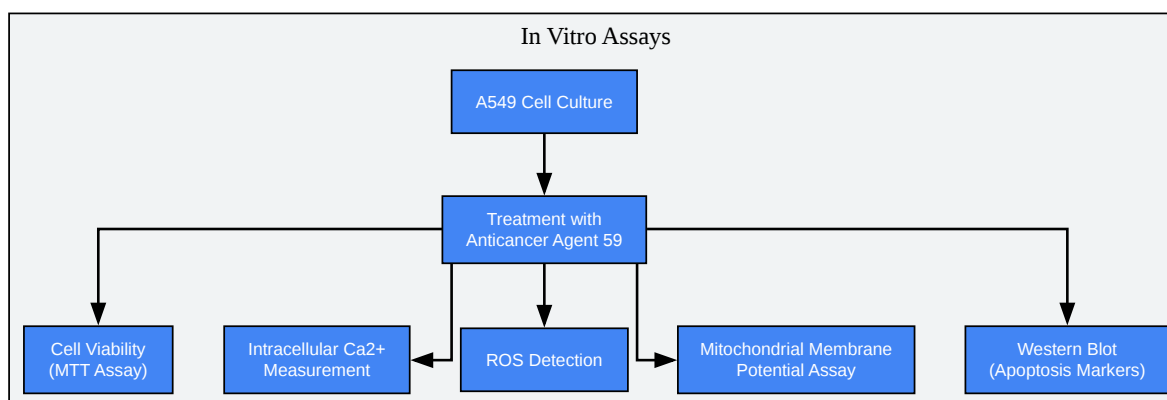 In Vitro Assays
A549 Cell Culture
Treatment with
Anticancer Agent 59
Cell Viability
(MTT Assay)
Intracellular Ca2+
Measurement
ROS Detection
Mitochondrial Membrane
Potential Assay
Western Blot
(Apoptosis Markers)